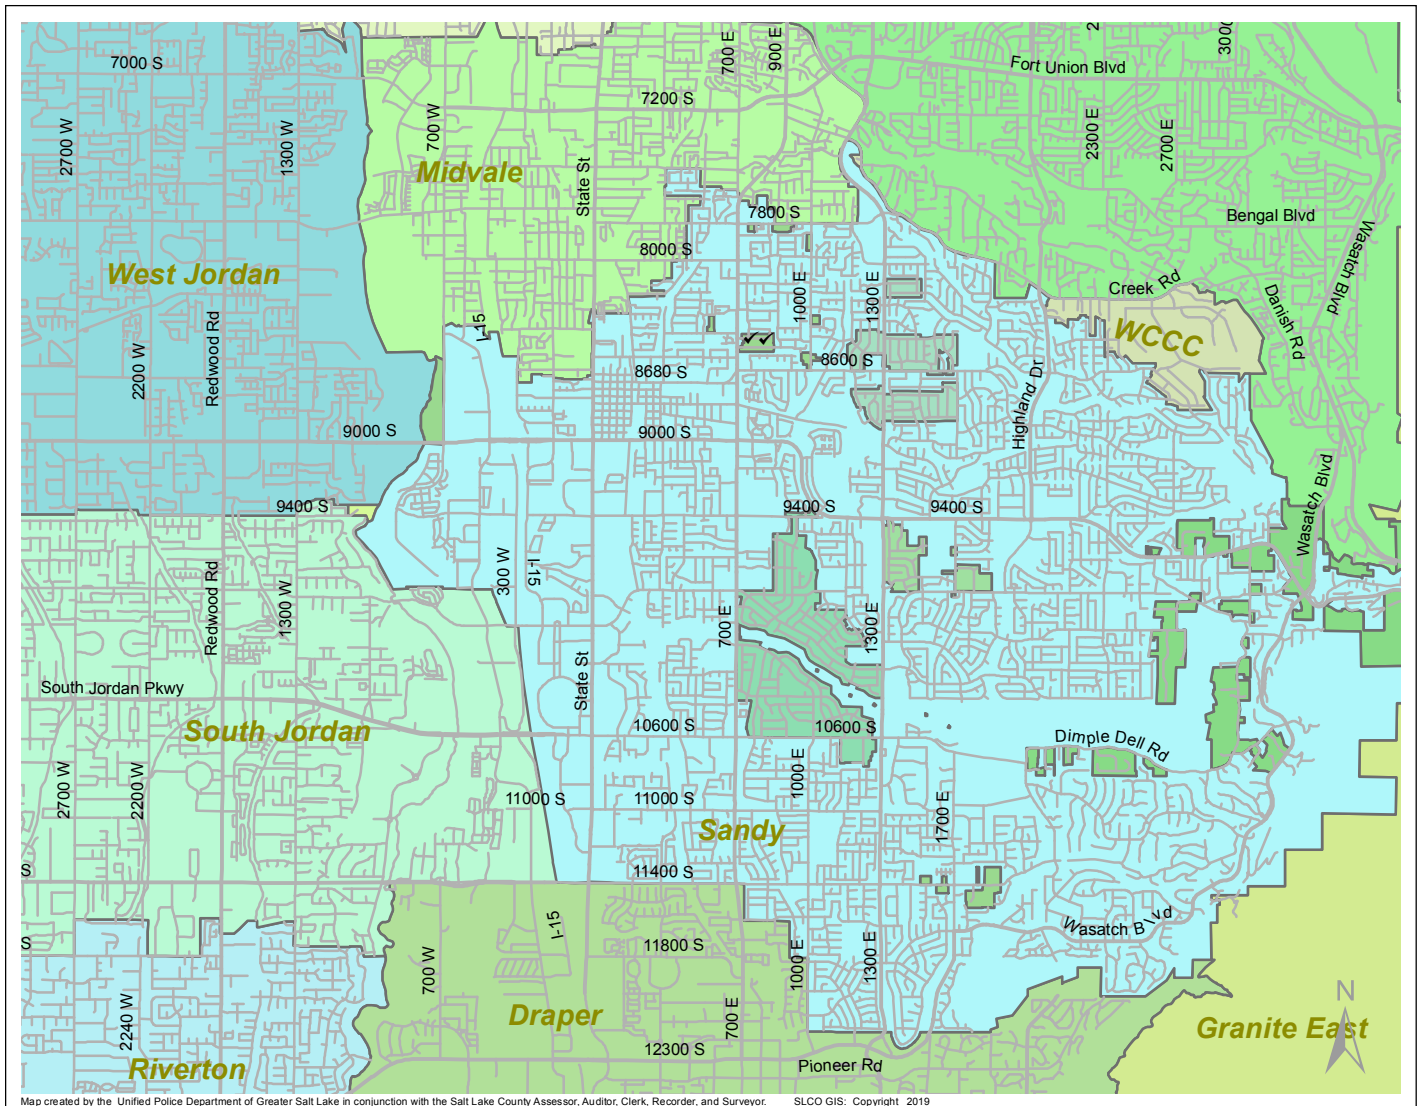 700 E
900 E
2
3000
7000 S
Fort Union Blvd
7200 S
2700 W
1300 W
700 W
2300 E
2700 E
Midvale
State St
7800 S
Bengal Blvd
8000 S
Wasatch Blvd
West Jordan
1000 E
1300 E
Creek Rd
Danish Rd
I-15
WCCC
2200 W
Redwood Rd
8680 S
8600 S
Highland Dr
9000 S
9000 S
9400 S
9400 S
9400 S
Wasatch Blvd
300 W
I-15
Redwood Rd
1300 W
700 E
1300 E
South Jordan Pkwy
State St
South Jordan
10600 S
10600 S
Dimple Dell Rd
2700 W
2200 W
1000 E
11000 S
11000 S
1700 E
Sandy
S
11400 S
Wasatch Blvd
S
700 W
I-15
11800 S
1000 E
1300 E
N
2240 W
Draper
700 E
Granite East
12300 S
Riverton
Pioneer Rd
Map created by the Unified Police Department of Greater Salt Lake in conjunction with the Salt Lake County Assessor, Auditor, Clerk, Recorder, and Surveyor. SLCO GIS: Copyright 2019